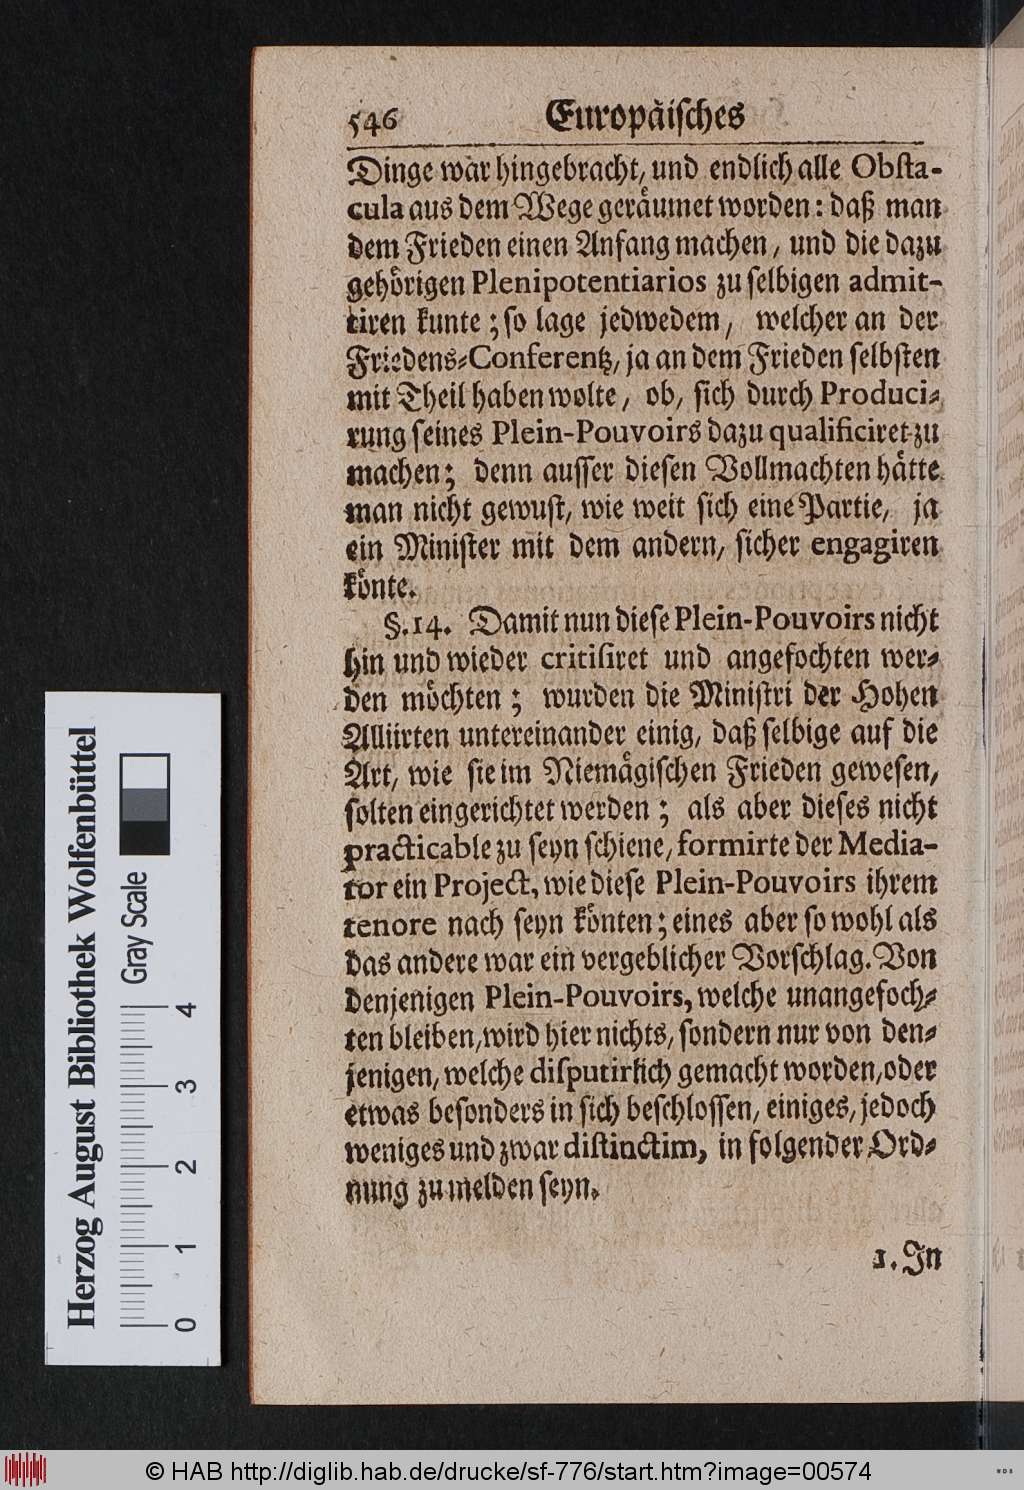 546 Europäisches
Dinge war hingebracht, und endlich alle Obsta-
cula aus dem Wege geräumet worden: daß man
dem Frieden einen Anfang machen, und die dazu
gehörigen Plenipotentiarios zu selbigen admit-
tiren kunte; so lage jedwedem, welcher an der
Friedens-Conferentz, ja an dem Frieden selbsten
mit Theil haben wolte, ob, sich durch Produci-
rung seines Plein-Pouvoirs dazu qualificiret zu
machen; denn ausser diesen Vollmachten hätte
man nicht gewust, wie weit sich eine Partie, ja
ein Minister mit dem andern, sicher engagiren
könte.
§. 14. Damit nun diese Plein-Pouvoirs nicht
hin und wieder critisiret und angefochten wer-
den möchten; wurden die Ministri der Hohen
Alliirten untereinander einig, daß selbige auf die
Art, wie sie im Niemägischen Frieden gewesen,
solten eingerichtet werden; als aber dieses nicht
practicable zu seyn schiene, formirte der Media-
tor ein Project, wie diese Plein-Pouvoirs ihrem
tenore nach seyn könten; eines aber so wohl als
das andere war ein vergeblicher Vorschlag. Von
denjenigen Plein-Pouvoirs, welche unangefoch-
ten bleiben, wird hier nichts, sondern nur von den-
jenigen, welche disputirlich gemacht worden, oder
etwas besonders in sich beschlossen, einiges, jedoch
weniges und zwar distinctim, in folgender Ord-
nung zu melden seyn.
1. In
Herzog August Bibliothek Wolfenbüttel
Gray Scale
0 1 2 3 4
© HAB http://diglib.hab.de/drucke/sf-776/start.htm?image=00574